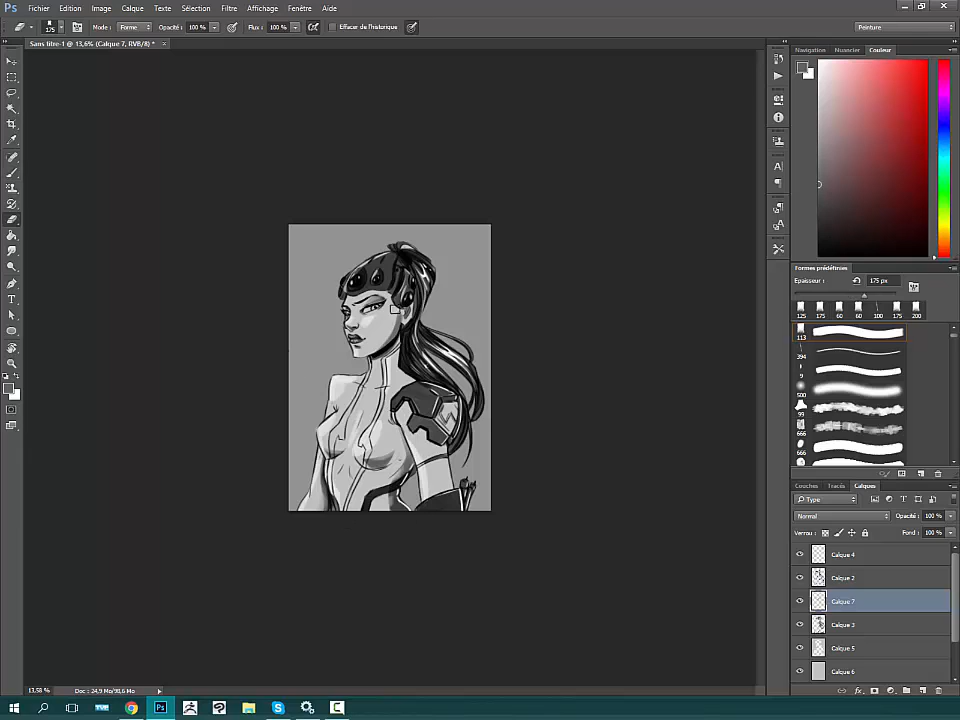 Ps Fichier Edition Image Calque Texte Sélection Filtre Affichage Fenêtre Aide
175 Mode : Forme Opacité : 100 % Flux : 100 % Effacer de l'historique Peinture
Sans titre-1 @ 13,6% (Calque 7, RVB/8) * ×
Navigation Nuancier Couleur
Formes prédéfinies
Epaisseur : 175 px
125 175 60 60 100 175 200
113
394
9
500
99
666
666
Couches Tracés Calques
Type
Normal Opacité : 100 %
Verrou : Fond : 100 %
Calque 4
Calque 2
Calque 7
Calque 3
Calque 5
Calque 6
13,58 % Doc : 24,9 Mo/98,6 Mo
Ps